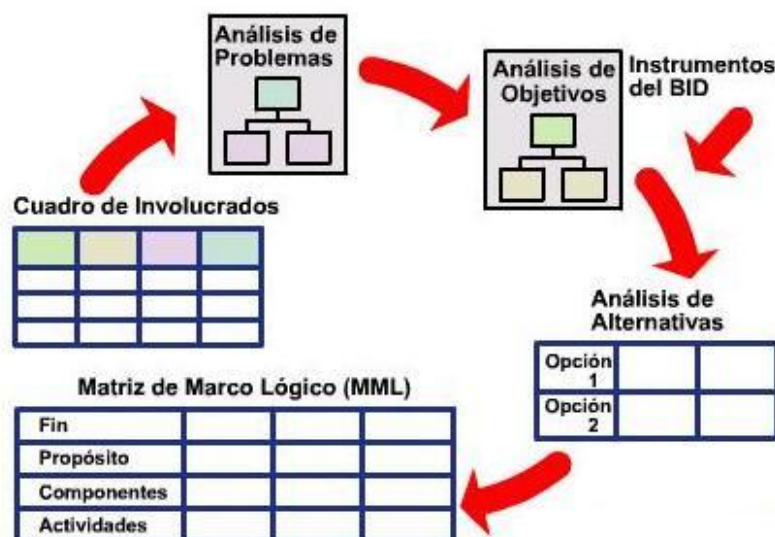 Análisis de
Problemas
Análisis de
Objetivos
Instrumentos
del BID
Cuadro de Involucrados
Análisis de
Alternativas
Opción
1
Opción
2
Matriz de Marco Lógico (MML)
Fin
Propósito
Componentes
Actividades